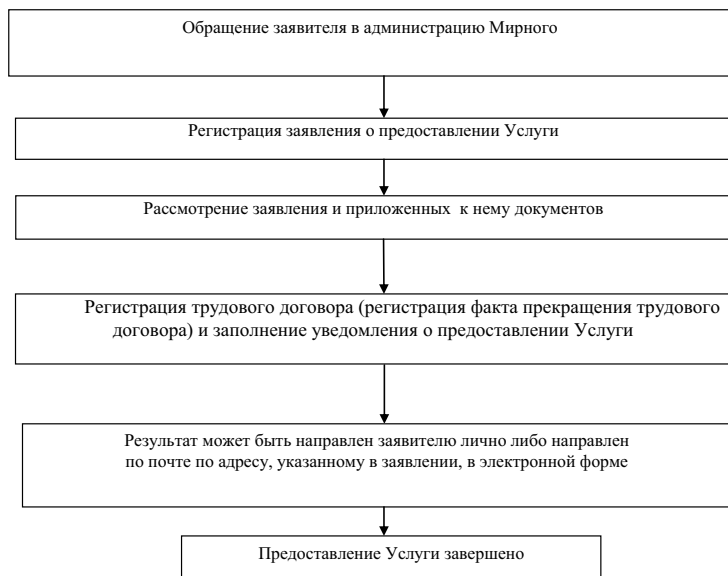 Обращение заявителя в администрацию Мирного
Регистрация заявления о предоставлении Услуги
Рассмотрение заявления и приложенных к нему документов
Регистрация трудового договора (регистрация факта прекращения трудового
договора) и заполнение уведомления о предоставлении Услуги
Результат может быть направлен заявителю лично либо направлен
по почте по адресу, указанному в заявлении, в электронной форме
Предоставление Услуги завершено